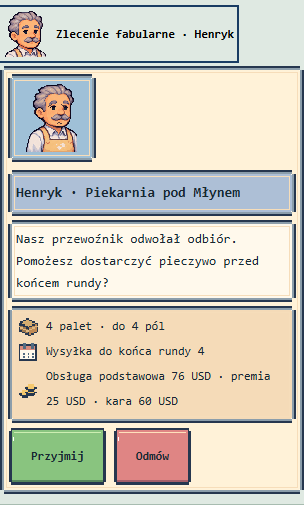 Zlecenie fabularne · Henryk
Henryk · Piekarnia pod Młynem
Nasz przewoźnik odwołał odbiór.
Pomożesz dostarczyć pieczywo przed
końcem rundy?
4 palet · do 4 pól
Wysyłka do końca rundy 4
Obsługa podstawowa 76 USD · premia
25 USD · kara 60 USD
Przyjmij
Odmów